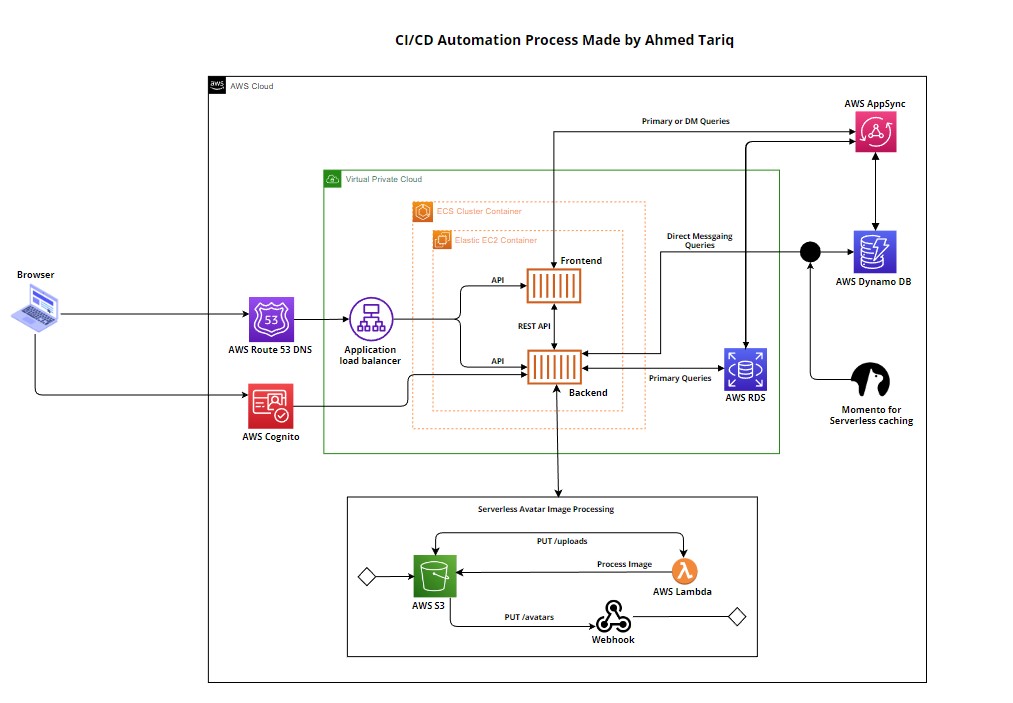 CI/CD Automation Process Made by Ahmed Tariq
aws
AWS Cloud
AWS AppSync
Primary or DM Queries
Virtual Private Cloud
ECS Cluster Container
Elastic EC2 Container
Direct Messgaing
Queries
Frontend
Browser
API
AWS Dynamo DB
53
REST API
AWS Route 53 DNS
Application
load balancer
API
Primary Queries
Backend
AWS RDS
Momento for
Serverless caching
AWS Cognito
Serverless Avatar Image Processing
PUT /uploads
Process Image
AWS Lambda
AWS S3
PUT /avatars
Webhook